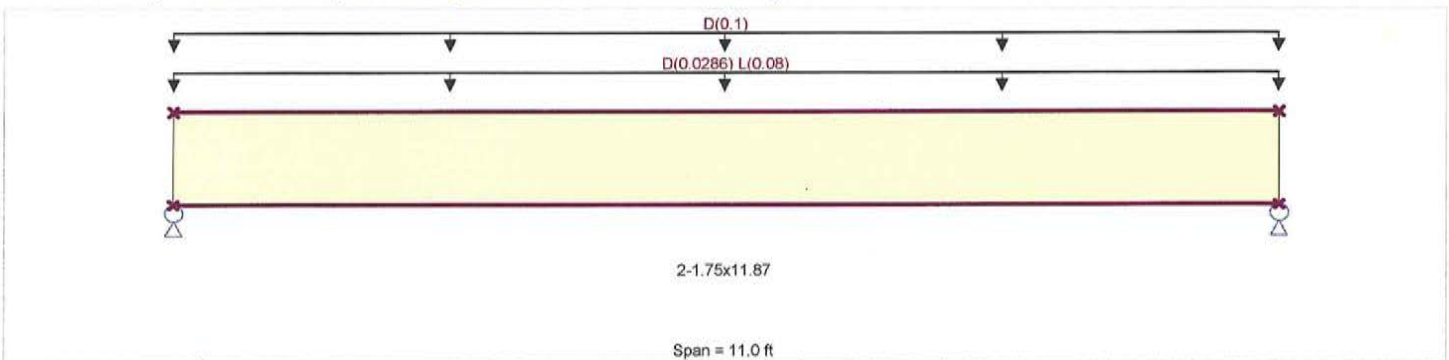 D(0.1)
D(0.0286) L(0.08)
2-1.75x11.87
Span = 11.0 ft